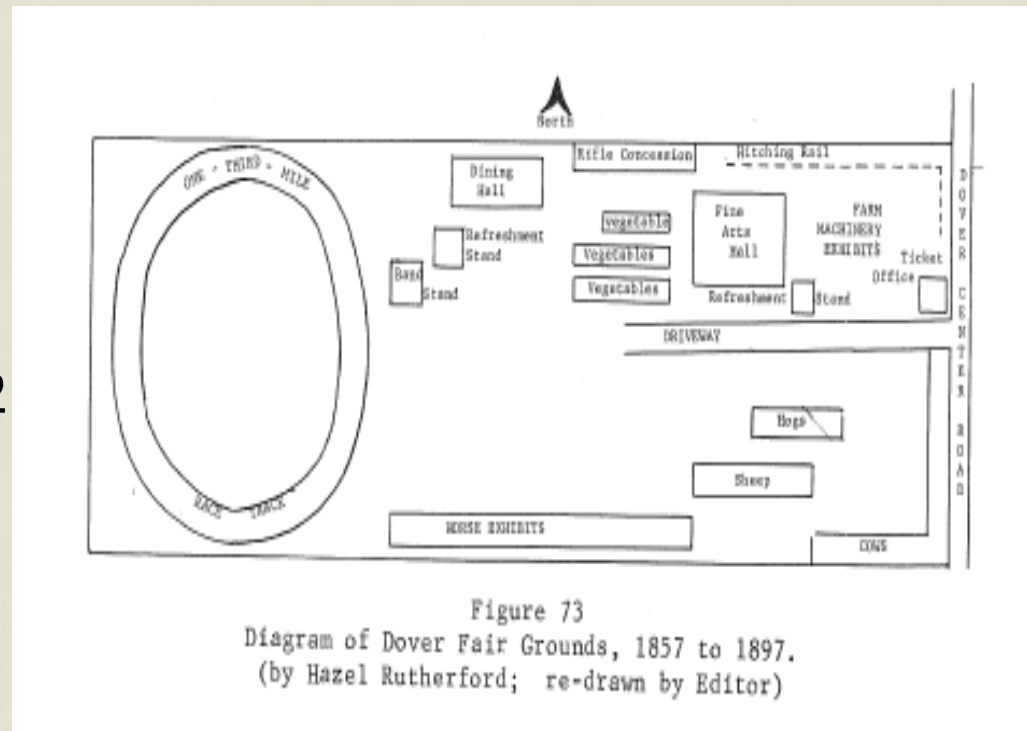 North
ONE - THIRD - MILE
Dining
Hall
Rifle Concession
Hitching Rail
vegetable
Fine
Arts
Hall
FARM
MACHINERY
EXHIBITS
Refreshment
Stand
Vegetables
Ticket
Office
Band
Stand
Vegetables
Refreshment Stand
DRIVEWAY
DOVER CENTER ROAD
Hogs
Sheep
RACE TRACK
HORSE EXHIBITS
COWS
Figure 73
Diagram of Dover Fair Grounds, 1857 to 1897.
(by Hazel Rutherford; re-drawn by Editor)